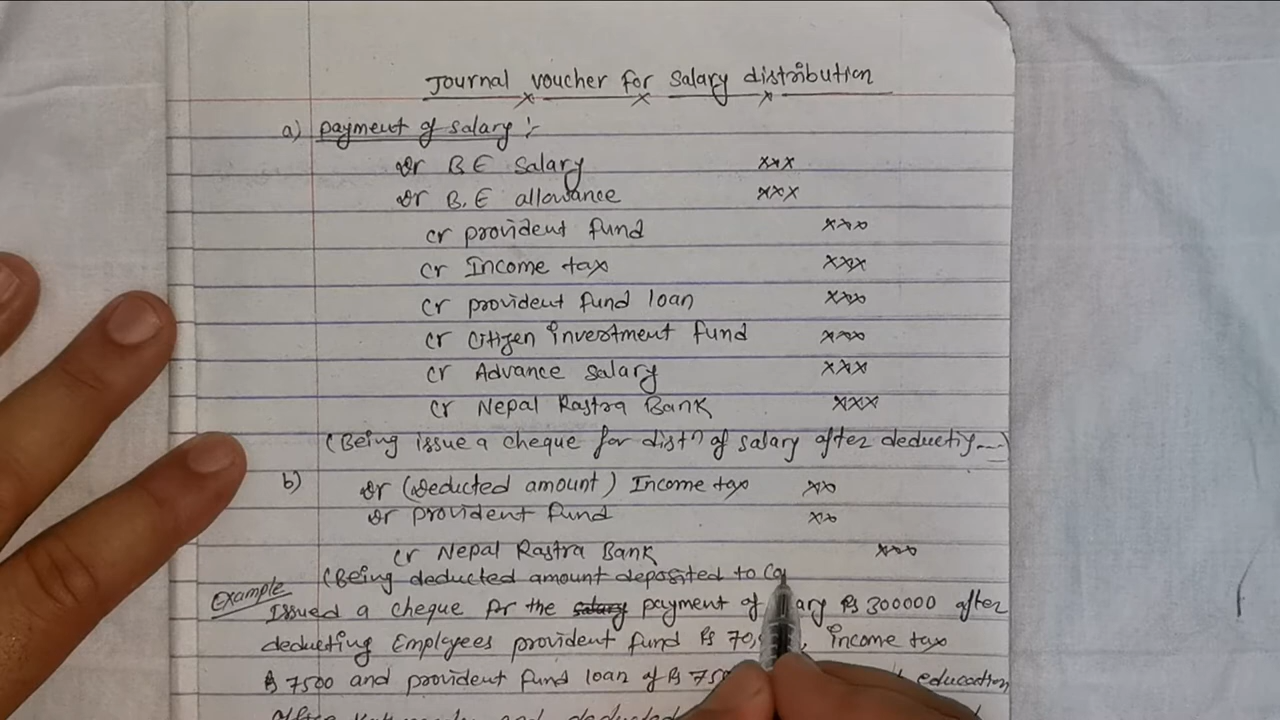 Journal voucher for salary distribution
a) payment of salary :-
Dr B.E salary xxx
Dr B.E allowance xxx
cr provident fund xxx
cr Income tax xxx
cr provident fund loan xxx
cr citizen investment fund xxx
cr Advance salary xxx
cr Nepal Rastra Bank xxx
(Being issue a cheque for distn of salary after
b) Dr (Deducted amount) Income tax xx
Dr provident fund xx
cr Nepal Rastra Bank xxx
(Being deducted amount deposited to
Example
Issued a cheque for the salary payment of Rs 300000 after
deducting Employees provident fund Rs income tax
Rs 7500 and provident fund loan of Rs education
and deducted